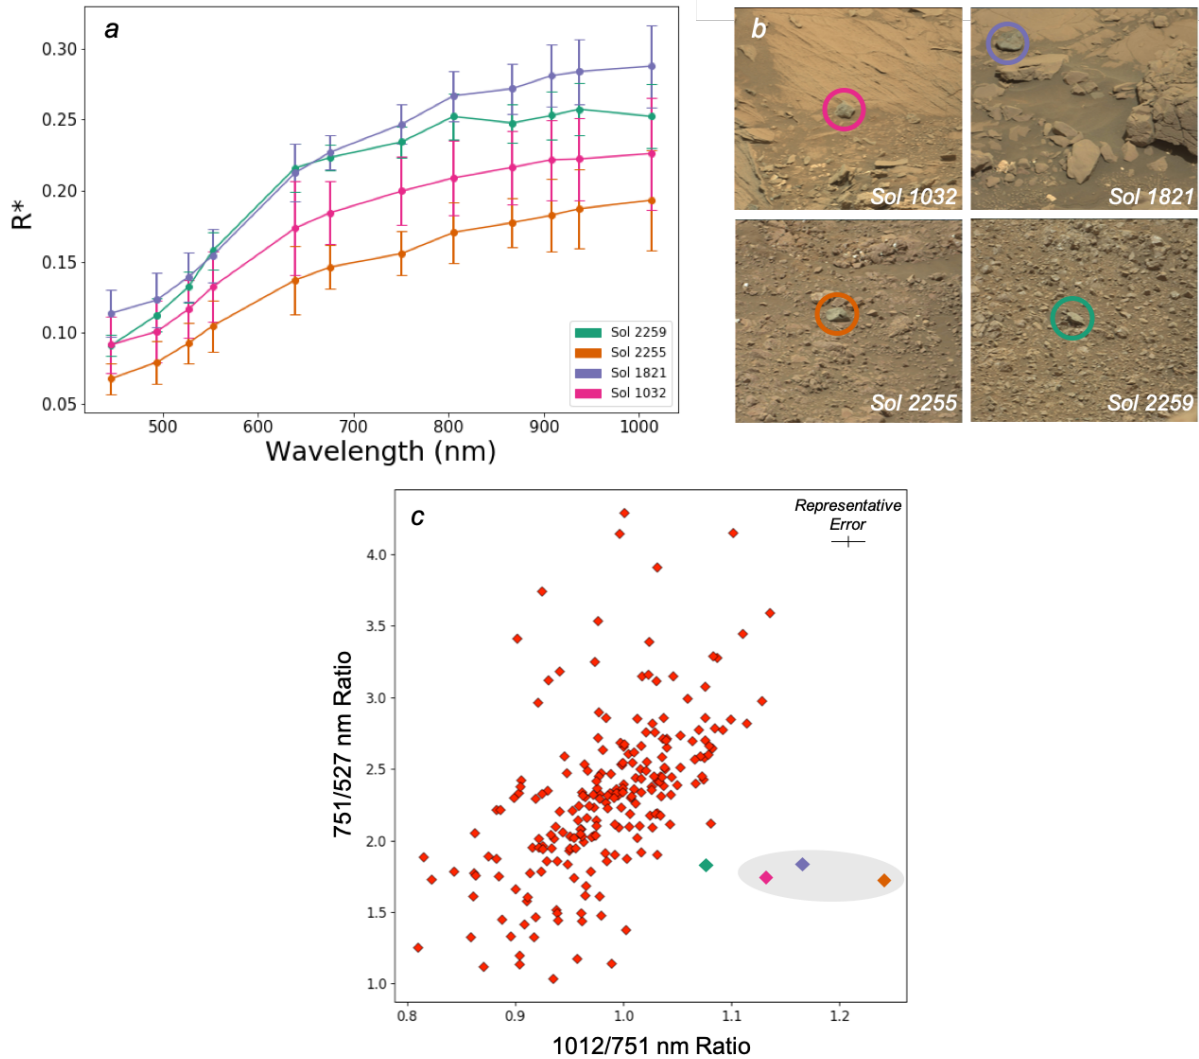 a
0.30
0.25
0.20
0.15
0.10
0.05
R*
Sol 2259
Sol 2255
Sol 1821
Sol 1032
500
600
700
800
900
1000
Wavelength (nm)
b
Sol 1032
Sol 1821
Sol 2255
Sol 2259
c
Representative
Error
4.0
3.5
3.0
2.5
2.0
1.5
1.0
751/527 nm Ratio
0.8
0.9
1.0
1.1
1.2
1012/751 nm Ratio